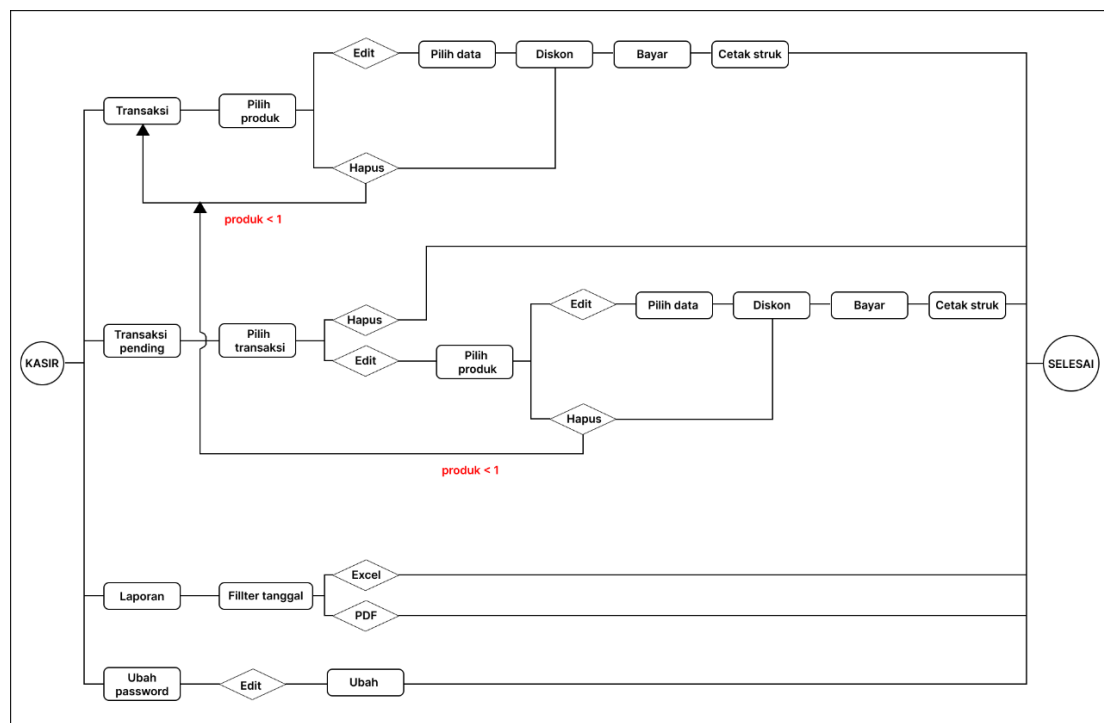 Edit
Pilih data
Diskon
Bayar
Cetak struk
Transaksi
Pilih
produk
Hapus
produk < 1
Hapus
Edit
Pilih data
Diskon
Bayar
Cetak struk
Transaksi
pending
Pilih
transaksi
Edit
Pilih
produk
KASIR
SELESAI
Hapus
produk < 1
Excel
Laporan
Fillter tanggal
PDF
Ubah
password
Edit
Ubah